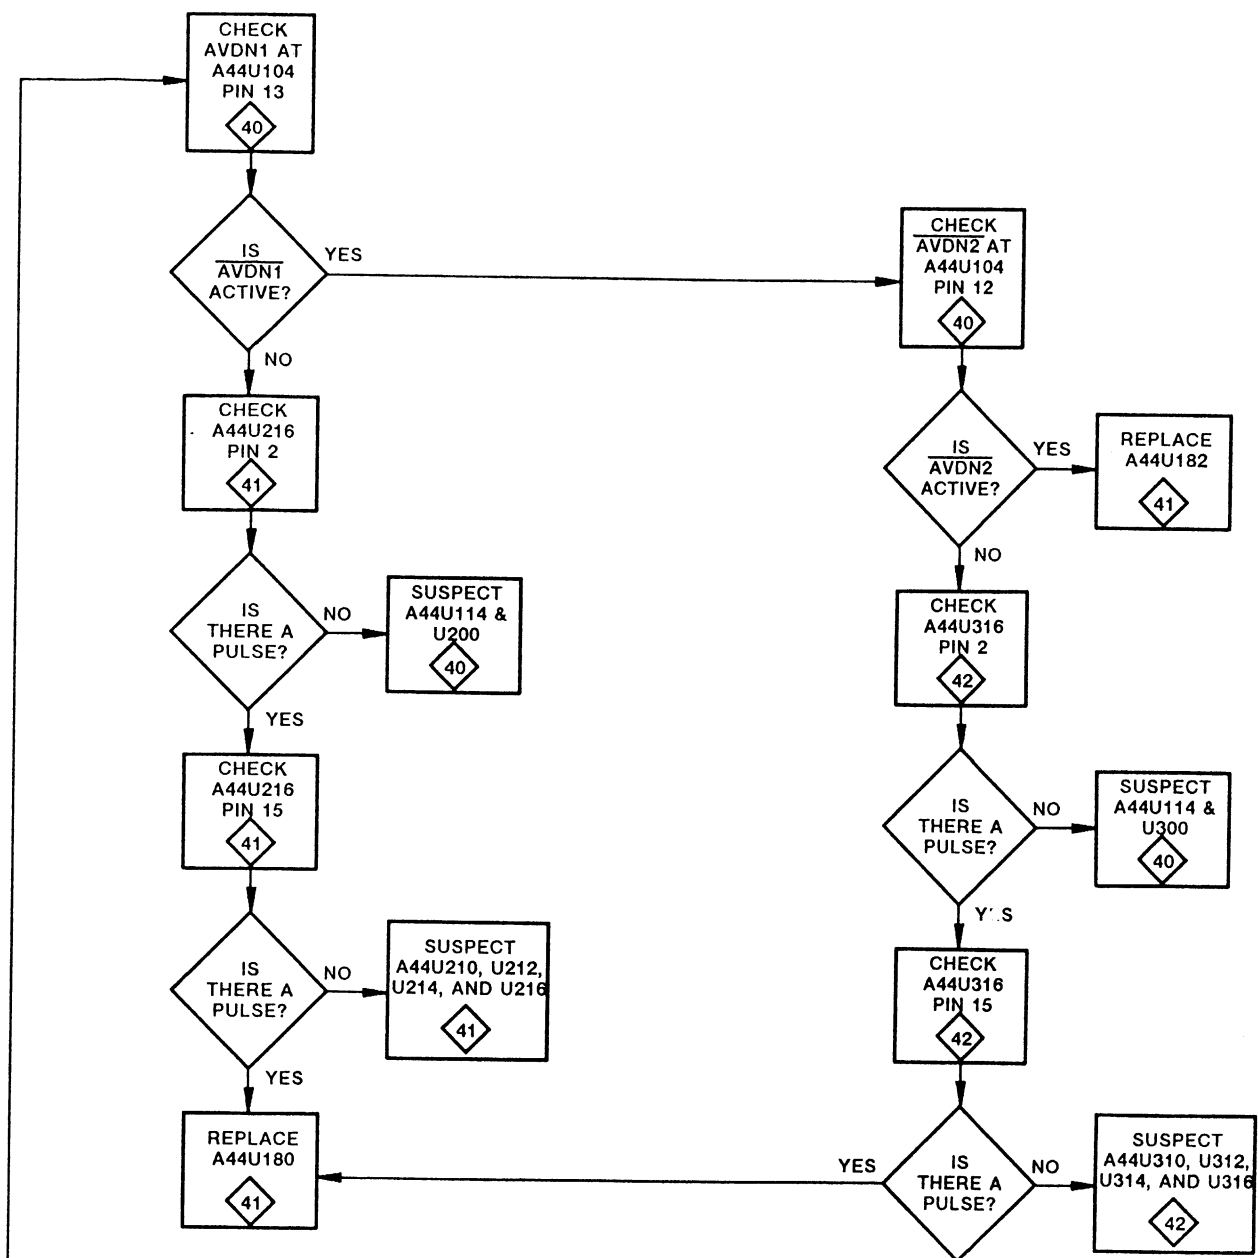 CHECK
AVDN1 AT
A44U104
PIN 13
40
IS
AVDN1
ACTIVE?
YES
NO
CHECK
AVDN2 AT
A44U104
PIN 12
40
IS
AVDN2
ACTIVE?
YES
NO
REPLACE
A44U182
41
CHECK
A44U216
PIN 2
41
IS
THERE A
PULSE?
NO
YES
SUSPECT
A44U114 &
U200
40
CHECK
A44U316
PIN 2
42
IS
THERE A
PULSE?
NO
SUSPECT
A44U114 &
U300
40
CHECK
A44U216
PIN 15
41
IS
THERE A
PULSE?
NO
YES
SUSPECT
A44U210, U212,
U214, AND U216
41
CHECK
A44U316
PIN 15
42
IS
THERE A
PULSE?
YES
NO
SUSPECT
A44U310, U312,
U314, AND U316
42
REPLACE
A44U180
41